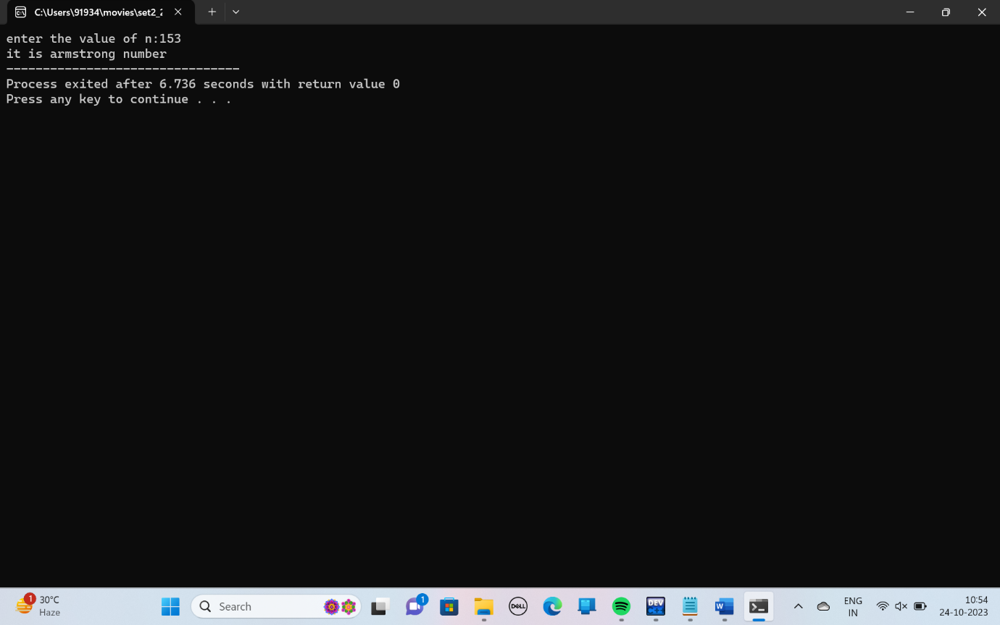 C:\Users\91934\movies\set2_2
enter the value of n:153
it is armstrong number
--------------------------------
Process exited after 6.736 seconds with return value 0
Press any key to continue . . .
1
30°C
Haze
Search
1
DELL
DEV
C++
W
ENG
IN
10:54
24-10-2023